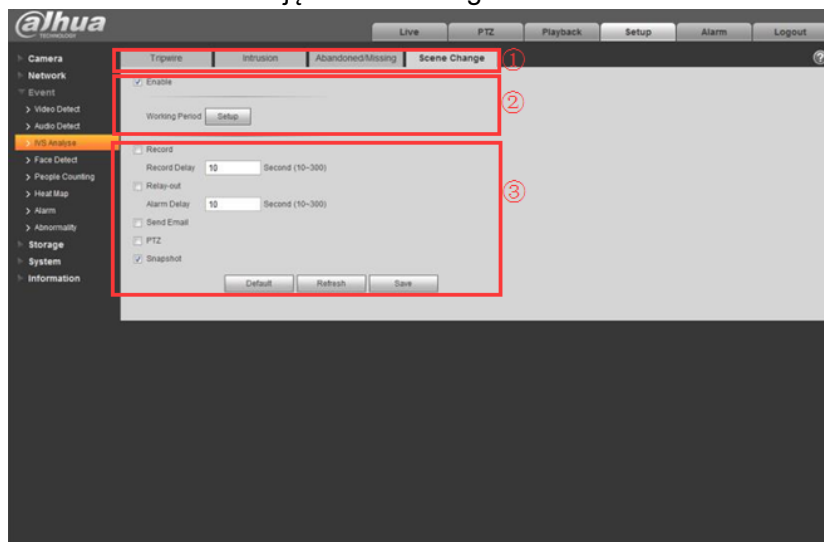 alhua
TECHNOLOGY
Live PTZ Playback Setup Alarm Logout
Camera
Network
Event
Video Detect
Audio Detect
IVS Analyse
Face Detect
People Counting
Heat Map
Alarm
Abnormality
Storage
System
Information
Tripwire Intrusion Abandoned/Missing Scene Change ①
Enable
Working Period Setup
②
Record
Record Delay 10 Second (10~300)
Relay-out
Alarm Delay 10 Second (10~300)
Send Email
PTZ
Snapshot
③
Default Refresh Save